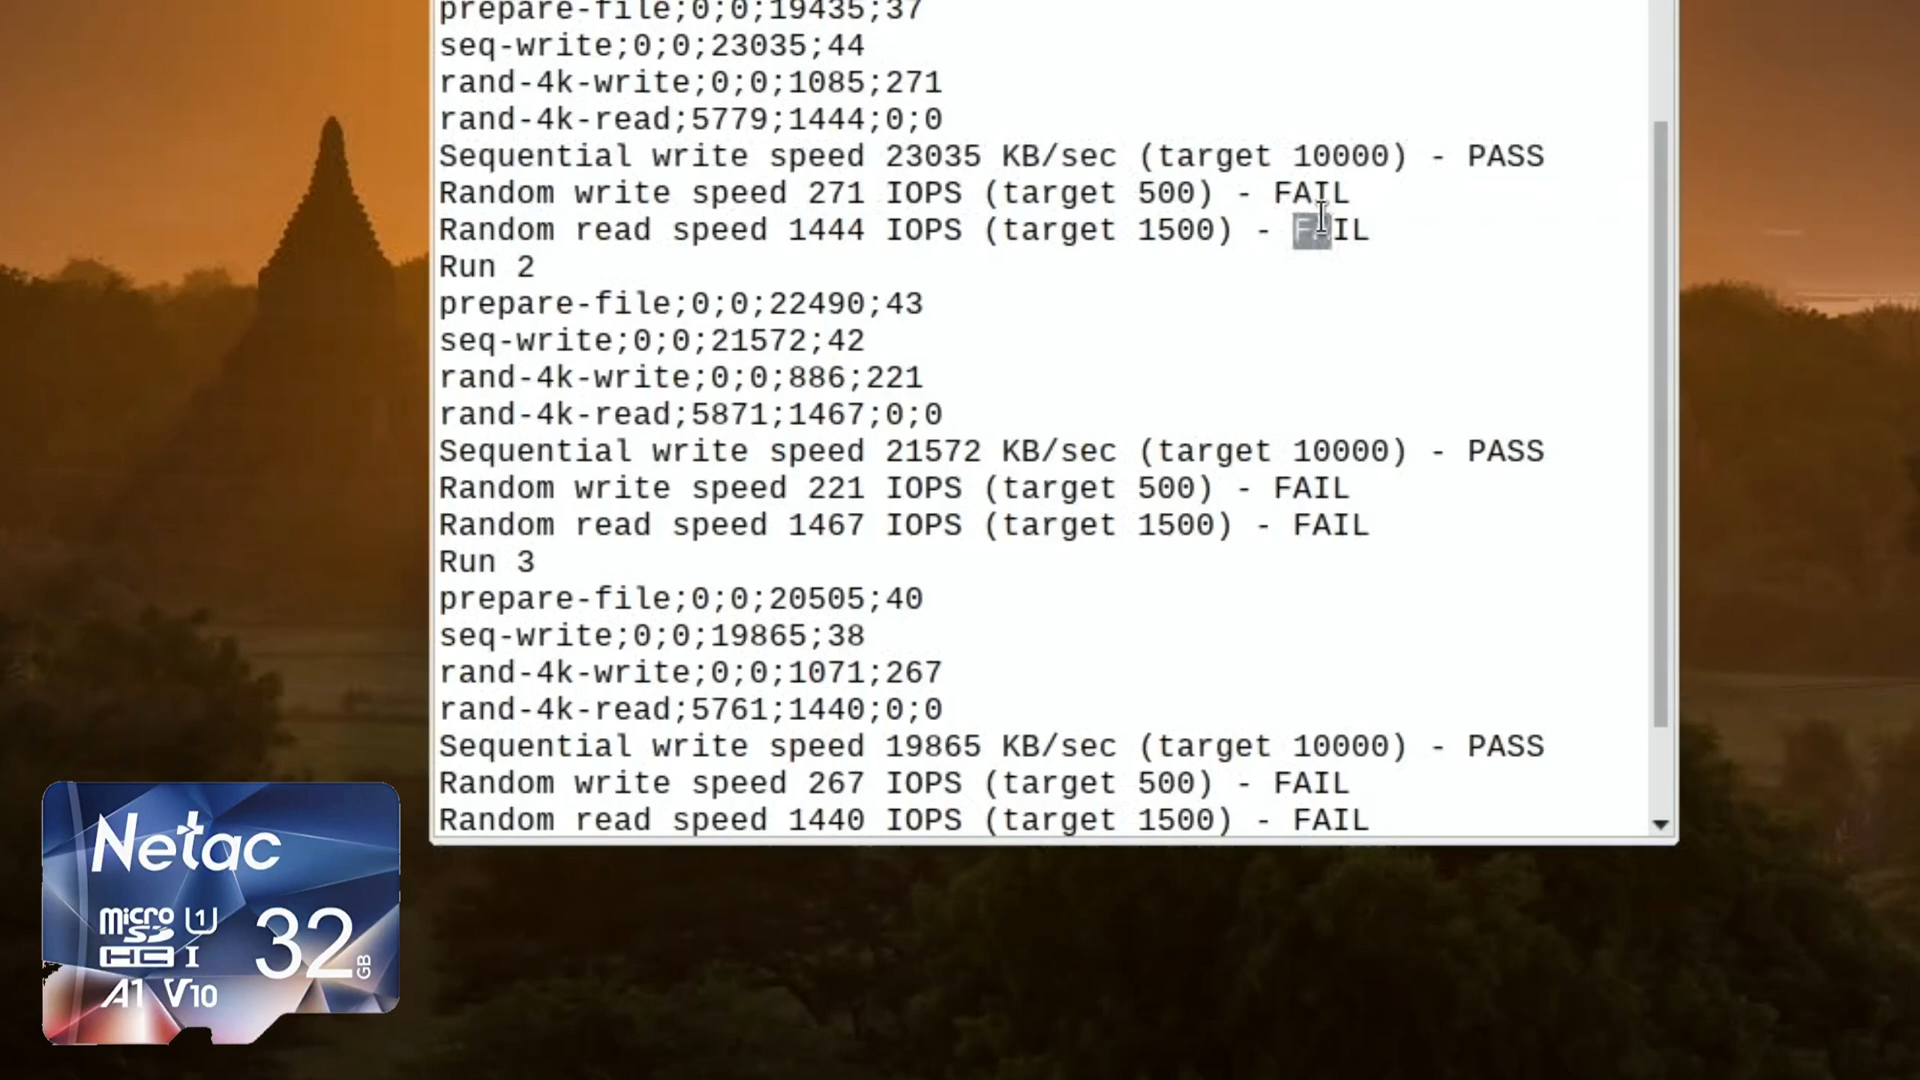 prepare-file;0;0;19435;37
seq-write;0;0;23035;44
rand-4k-write;0;0;1085;271
rand-4k-read;5779;1444;0;0
Sequential write speed 23035 KB/sec (target 10000) - PASS
Random write speed 271 IOPS (target 500) - FAIL
Random read speed 1444 IOPS (target 1500) - FAIL
Run 2
prepare-file;0;0;22490;43
seq-write;0;0;21572;42
rand-4k-write;0;0;886;221
rand-4k-read;5871;1467;0;0
Sequential write speed 21572 KB/sec (target 10000) - PASS
Random write speed 221 IOPS (target 500) - FAIL
Random read speed 1467 IOPS (target 1500) - FAIL
Run 3
prepare-file;0;0;20505;40
seq-write;0;0;19865;38
rand-4k-write;0;0;1071;267
rand-4k-read;5761;1440;0;0
Sequential write speed 19865 KB/sec (target 10000) - PASS
Random write speed 267 IOPS (target 500) - FAIL
Random read speed 1440 IOPS (target 1500) - FAIL
Netac
micro SD HC I U1
32 GB
A1 V10